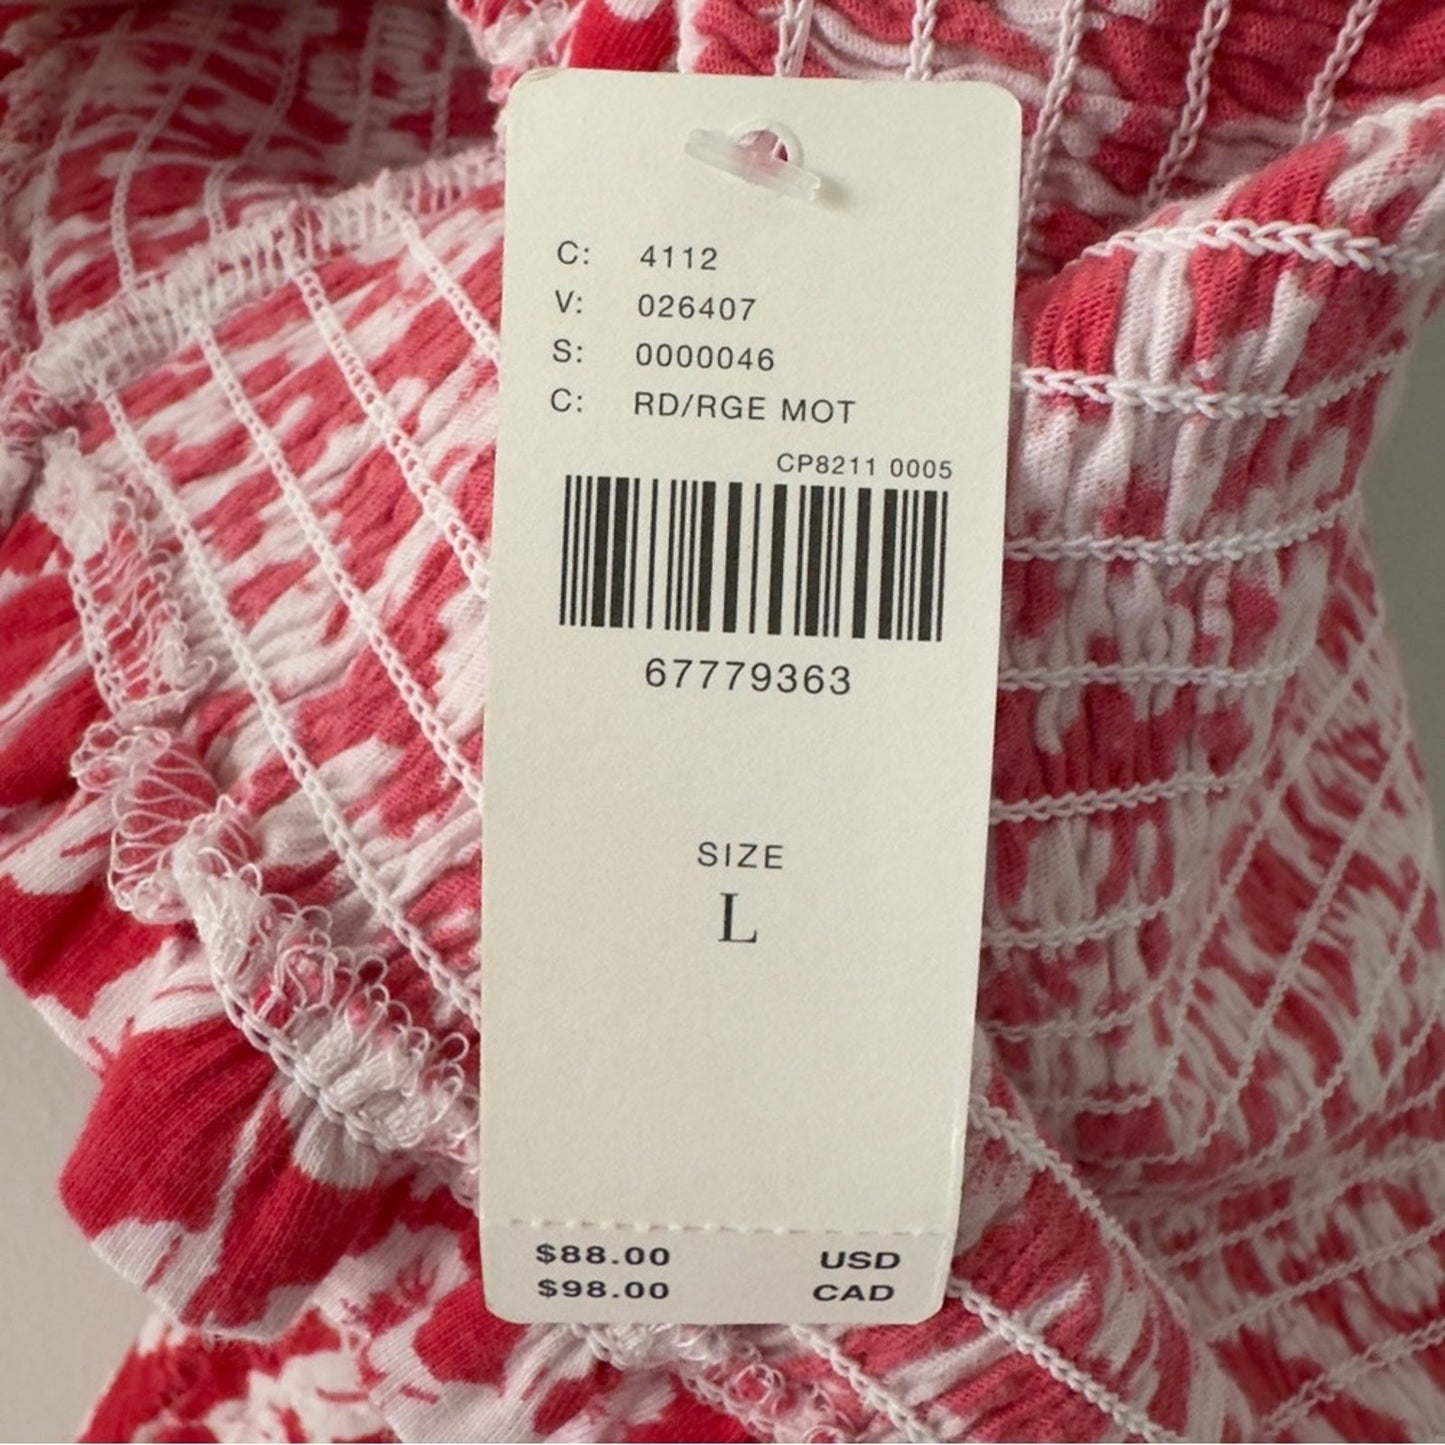 C: 4112
V: 026407
S: 0000046
C: RD/RGE MOT
CP8211 0005
67779363
SIZE
L
$88.00 USD
$98.00 CAD